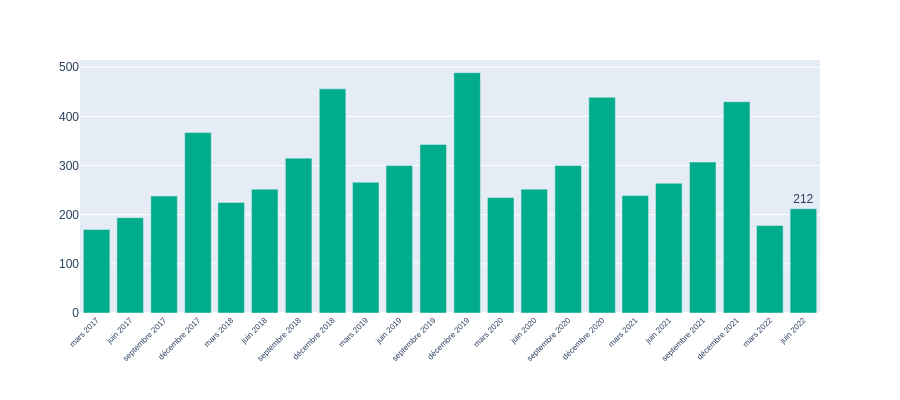 500
400
300
200
100
0
212
mars 2017
juin 2017
septembre 2017
décembre 2017
mars 2018
juin 2018
septembre 2018
décembre 2018
mars 2019
juin 2019
septembre 2019
décembre 2019
mars 2020
juin 2020
septembre 2020
décembre 2020
mars 2021
juin 2021
septembre 2021
décembre 2021
mars 2022
juin 2022